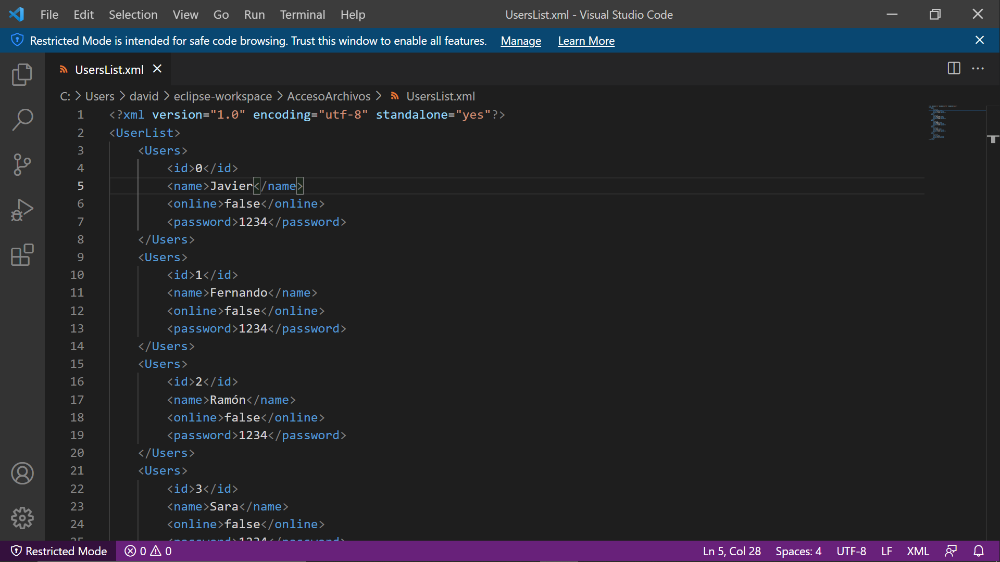 File Edit Selection View Go Run Terminal Help UsersList.xml - Visual Studio Code
Restricted Mode is intended for safe code browsing. Trust this window to enable all features. Manage Learn More
UsersList.xml
C: > Users > david > eclipse-workspace > AccesoArchivos > UsersList.xml
1 <?xml version="1.0" encoding="utf-8" standalone="yes"?>
2 <UserList>
3 <Users>
4 <id>0</id>
5 <name>Javier</name>
6 <online>false</online>
7 <password>1234</password>
8 </Users>
9 <Users>
10 <id>1</id>
11 <name>Fernando</name>
12 <online>false</online>
13 <password>1234</password>
14 </Users>
15 <Users>
16 <id>2</id>
17 <name>Ramón</name>
18 <online>false</online>
19 <password>1234</password>
20 </Users>
21 <Users>
22 <id>3</id>
23 <name>Sara</name>
24 <online>false</online>
25 <password>1234</password>
Restricted Mode 0 0 Ln 5, Col 28 Spaces: 4 UTF-8 LF XML